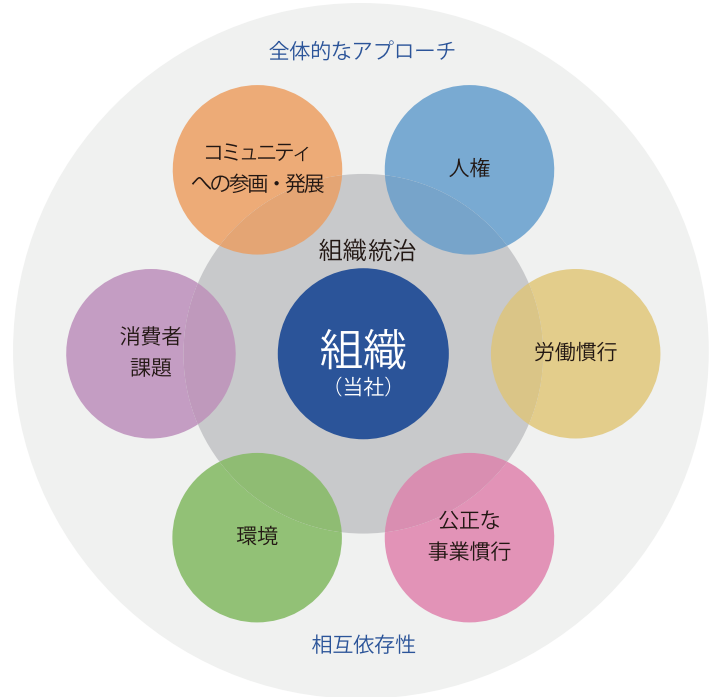 全体的なアプローチ
コミュニティ
への参画・発展
人権
組織統治
組織
（当社）
消費者
課題
労働慣行
環境
公正な
事業慣行
相互依存性